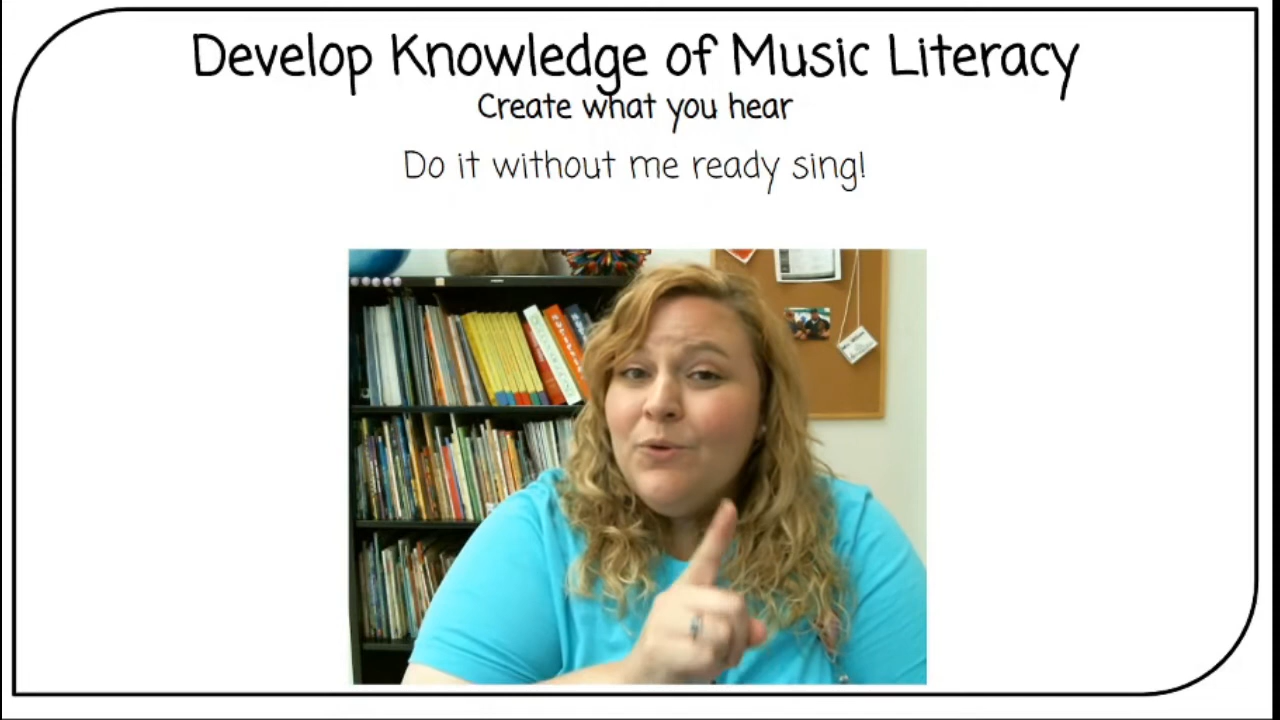 Develop Knowledge of Music Literacy
Create what you hear
Do it without me ready sing!